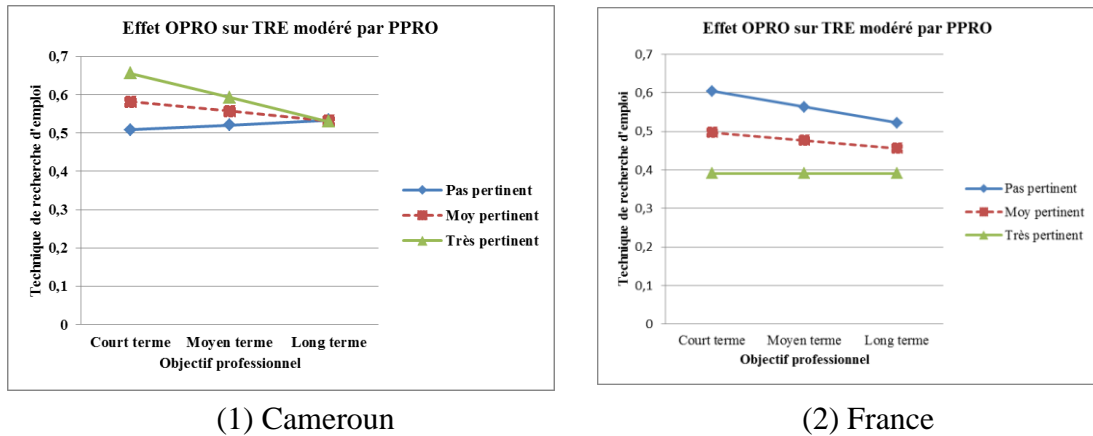 Effet OPRO sur TRE modéré par PPRO
Technique de recherche d'emploi
0,7
0,6
0,5
0,4
0,3
0,2
0,1
0
Court terme Moyen terme Long terme
Objectif professionnel
Pas pertinent
Moy pertinent
Très pertinent
(1) Cameroun
Effet OPRO sur TRE modéré par PPRO
Technique de recherche d'emploi
0,7
0,6
0,5
0,4
0,3
0,2
0,1
0
Court terme Moyen terme Long terme
Objectif professionnel
Pas pertinent
Moy pertinent
Très pertinent
(2) France